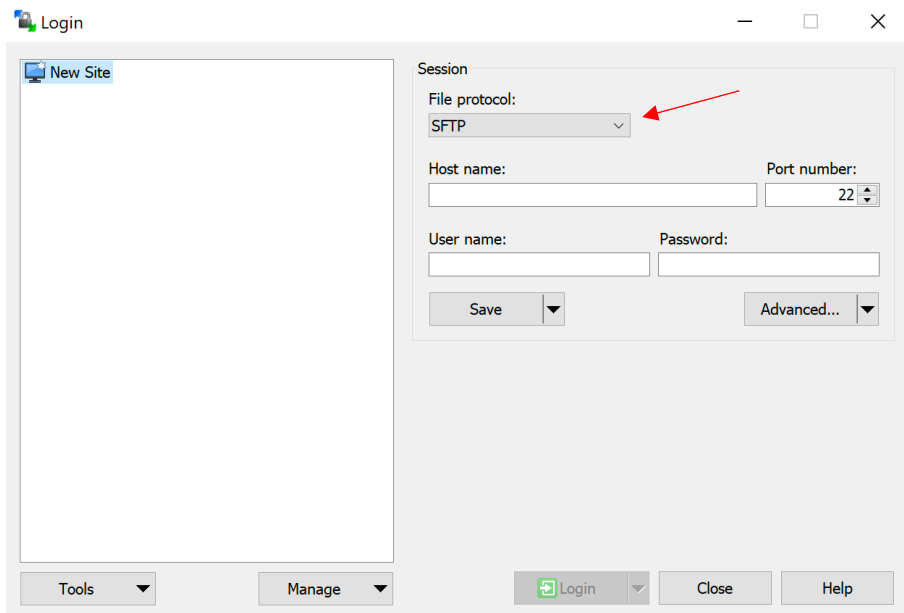 Login
New Site
Session
File protocol:
SFTP
Host name:
Port number:
22
User name:
Password:
Save
Advanced...
Tools
Manage
Login
Close
Help